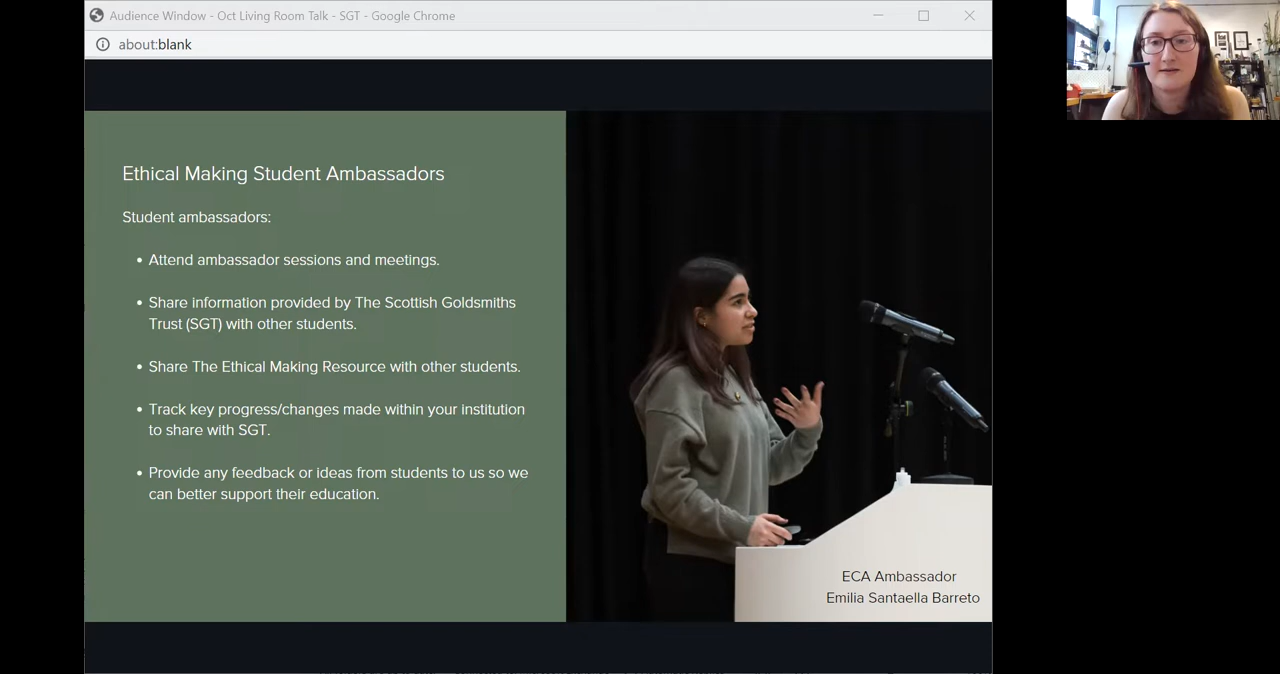 Audience Window - Oct Living Room Talk - SGT - Google Chrome
about:blank
Ethical Making Student Ambassadors
Student ambassadors:
• Attend ambassador sessions and meetings.
• Share information provided by The Scottish Goldsmiths
Trust (SGT) with other students.
• Share The Ethical Making Resource with other students.
• Track key progress/changes made within your institution
to share with SGT.
• Provide any feedback or ideas from students to us so we
can better support their education.
ECA Ambassador
Emilia Santaella Barreto